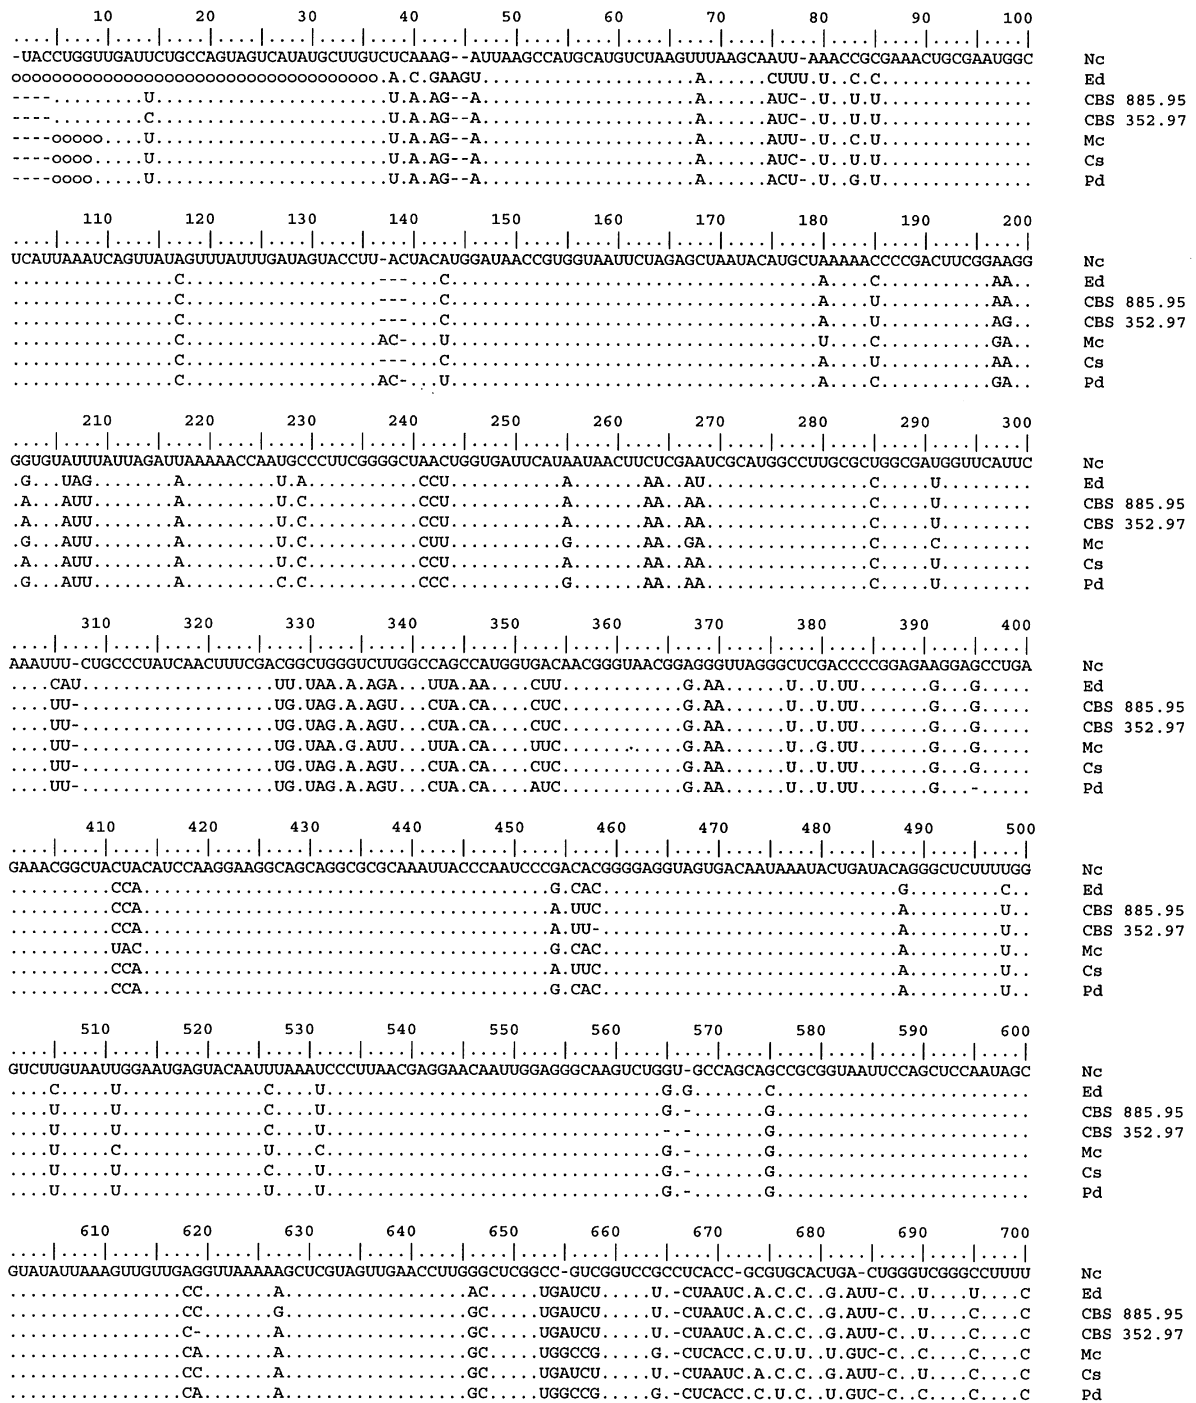 10 20 30 40 50 60 70 80 90 100
....|....|....|....|....|....|....|....|....|....|....|....|....|....|....|....|....|....|....|....|
-UACCUGGUUGAUUCUGCCAGUAGUCAUAUGCUUGUCUCAAAG--AUUAAGCCAUGCAUGUCUAAGUUUAAGCAAUU-AAACCGCGAAACUGCGAAUGGC Nc
oooooooooooooooooooooooooooooooooooo.A.C.GAAGU.....................A......CUUU.U..C.C............... Ed
----.........U.......................U.A.AG--A.....................A......AUC-.U..U.U............... CBS 885.95
----.........C.......................U.A.AG--A.....................A......AUC-.U..U.U............... CBS 352.97
----ooooo....U.......................U.A.AG--A.....................A......AUU-.U..C.U............... Mc
----oooo.....U.......................U.A.AG--A.....................A......AUC-.U..U.U............... Cs
----oooo.....U.......................U.A.AG--A.....................A......ACU-.U..G.U............... Pd
110 120 130 140 150 160 170 180 190 200
....|....|....|....|....|....|....|....|....|....|....|....|....|....|....|....|....|....|....|....|
UCAUUAAAUCAGUUAUAGUUUAUUUGAUAGUACCUU-ACUACAUGGAUAACCGUGGUAAUUCUAGAGCUAAUACAUGCUAAAAACCCCGACUUCGGAAGG Nc
................C...................---...C....................................A....C...........AA.. Ed
................C...................---...C....................................A....U...........AA.. CBS 885.95
................C...................---...C....................................A....U...........AG.. CBS 352.97
................C...................AC-...U....................................U....C...........GA.. Mc
................C...................---...C....................................A....U...........AA.. Cs
................C...................AC-...U....................................A....C...........GA.. Pd
210 220 230 240 250 260 270 280 290 300
....|....|....|....|....|....|....|....|....|....|....|....|....|....|....|....|....|....|....|....|
GGUGUAUUUAUUAGAUUAAAAACCAAUGCCCUUCGGGGCUAACUGGUGAUUCAUAAUAACUUCUCGAAUCGCAUGGCCUUGCGCUGGCGAUGGUUCAUUC Nc
.G...UAG........A.........U.A...........CCU...........A.......AA..AU................C.....U......... Ed
.A...AUU........A.........U.C...........CCU...........A.......AA..AA................C.....U......... CBS 885.95
.A...AUU........A.........U.C...........CCU...........A.......AA..AA................C.....U......... CBS 352.97
.G...AUU........A.........U.C...........CUU...........G.......AA..GA................C.....C......... Mc
.A...AUU........A.........U.C...........CCU...........A.......AA..AA................C.....U......... Cs
.G...AUU........A.........C.C...........CCC...........G.......AA..AA................C.....U......... Pd
310 320 330 340 350 360 370 380 390 400
....|....|....|....|....|....|....|....|....|....|....|....|....|....|....|....|....|....|....|....|
AAAUUU-CUGCCCUAUCAACUUUCGACGGCUGGGUCUUGGCCAGCCAUGGUGACAACGGGUAACGGAGGGUUAGGGCUCGACCCCGGAGAAGGAGCCUGA Nc
....CAU...................UU.UAA.A.AGA...UUA.AA....CUU............G.AA......U..U.UU.......G...G..... Ed
....UU-...................UG.UAG.A.AGU...CUA.CA....CUC............G.AA......U..U.UU.......G...G..... CBS 885.95
....UU-...................UG.UAG.A.AGU...CUA.CA....CUC............G.AA......U..U.UU.......G...G..... CBS 352.97
....UU-...................UG.UAA.G.AUU...UUA.CA....UUC............G.AA......U..G.UU.......G...G..... Mc
....UU-...................UG.UAG.A.AGU...CUA.CA....CUC............G.AA......U..U.UU.......G...G..... Cs
....UU-...................UG.UAG.A.AGU...CUA.CA....AUC............G.AA......U..U.UU.......G...-..... Pd
410 420 430 440 450 460 470 480 490 500
....|....|....|....|....|....|....|....|....|....|....|....|....|....|....|....|....|....|....|....|
GAAACGGCUACUACAUCCAAGGAAGGCAGCAGGCGCGCAAAUUACCCAAUCCCGACACGGGGAGGUAGUGACAAUAAAUACUGAUACAGGGCUCUUUUGG Nc
..........CCA........................................G.CAC.............................G.........C.. Ed
..........CCA........................................A.UUC.............................A.........U.. CBS 885.95
..........CCA........................................A.UU-.............................A.........U.. CBS 352.97
..........UAC........................................G.CAC.............................A.........U.. Mc
..........CCA........................................A.UUC.............................A.........U.. Cs
..........CCA........................................G.CAC.............................A.........U.. Pd
510 520 530 540 550 560 570 580 590 600
....|....|....|....|....|....|....|....|....|....|....|....|....|....|....|....|....|....|....|....|
GUCUUGUAAUUGGAAUGAGUACAAUUUAAAUCCCUUAACGAGGAACAAUUGGAGGGCAAGUCUGGU-GCCAGCAGCCGCGGUAAUUCCAGCUCCAAUAGC Nc
....C.....U..............C....U.................................G.G.......C......................... Ed
....U.....U..............C....U.................................G.-.......G......................... CBS 885.95
....U.....U..............C....U.................................-.-.......G......................... CBS 352.97
....U.....C..............U....U.................................G.-.......G......................... Mc
....U.....U..............C....U.................................G.-.......G......................... Cs
....U.....U..............U....U.................................G.-.......G......................... Pd
610 620 630 640 650 660 670 680 690 700
....|....|....|....|....|....|....|....|....|....|....|....|....|....|....|....|....|....|....|....|
GUAUAUUAAAGUUGUUGAGGUUAAAAAGCUCGUAGUUGAACCUUGGGCUCGGCC-GUCGGUCCGCCUCACC-GCGUGCACUGA-CUGGGUCGGGCCUUUU Nc
.................CC.......A..................AC.....UGAUCU.....U.-CUAAUC.A.C.C..G.AUU-C..U....U....C Ed
.................CC.......G..................GC.....UGAUCU.....U.-CUAAUC.A.C.C..G.AUU-C..U....C....C CBS 885.95
.................C-.......A..................GC.....UGAUCU.....U.-CUAAUC.A.C.C..G.AUU-C..U....C....C CBS 352.97
.................CA.......A..................GC.....UGGCCG.....G.-CUCACC.C.U.U..U.GUC-C..C....C....C Mc
.................CC.......A..................GC.....UGAUCU.....U.-CUAAUC.A.C.C..G.AUU-C..U....C....C Cs
.................CA.......A..................GC.....UGGCCG.....G.-CUCACC.C.U.C..U.GUC-C..C....C....C Pd